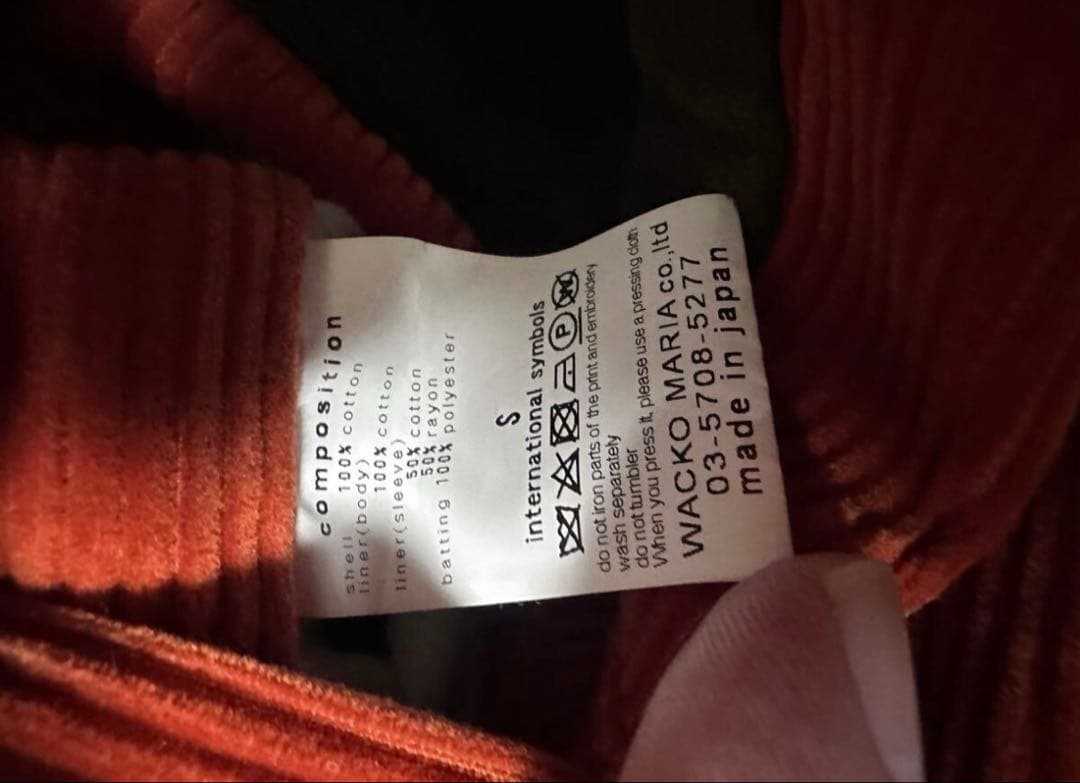 composition
shell 100% cotton
liner(body)
100% cotton
liner(sleeve)
50% cotton
50% rayon
batting 100% polyester
S
international symbols
P W
do not iron parts of the print and embroidery
wash separately
do not tumbler
When you press it, please use a pressing cloth
WACKO MARIA co.,ltd
03-5708-5277
made in japan